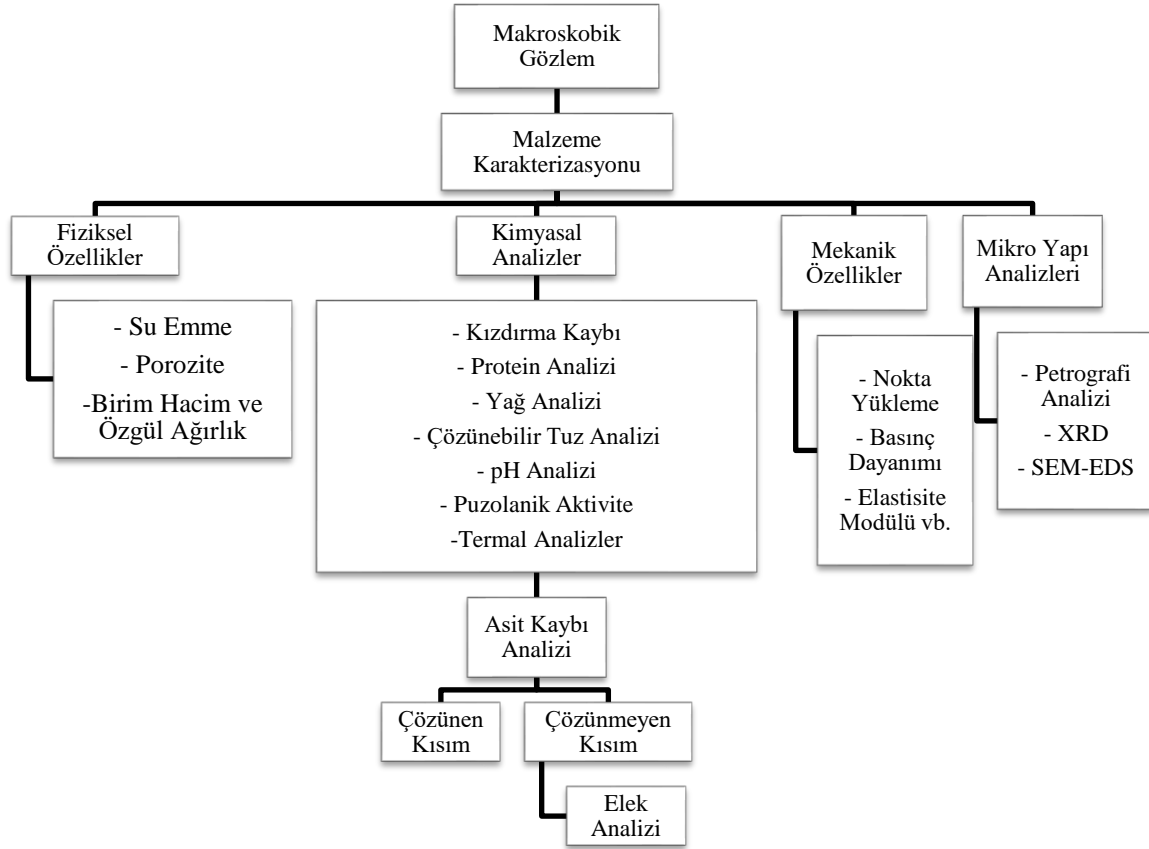 Makroskobik
Gözlem
Malzeme
Karakterizasyonu
Fiziksel
Özellikler
- Su Emme
- Porozite
-Birim Hacim ve
Özgül Ağırlık
Kimyasal
Analizler
- Kızdırma Kaybı
- Protein Analizi
- Yağ Analizi
- Çözünebilir Tuz Analizi
- pH Analizi
- Puzolanik Aktivite
-Termal Analizler
Asit Kaybı
Analizi
Çözünen
Kısım
Çözünmeyen
Kısım
Elek
Analizi
Mekanik
Özellikler
- Nokta
Yükleme
- Basınç
Dayanımı
- Elastisite
Modülü vb.
Mikro Yapı
Analizleri
- Petrografi
Analizi
- XRD
- SEM-EDS